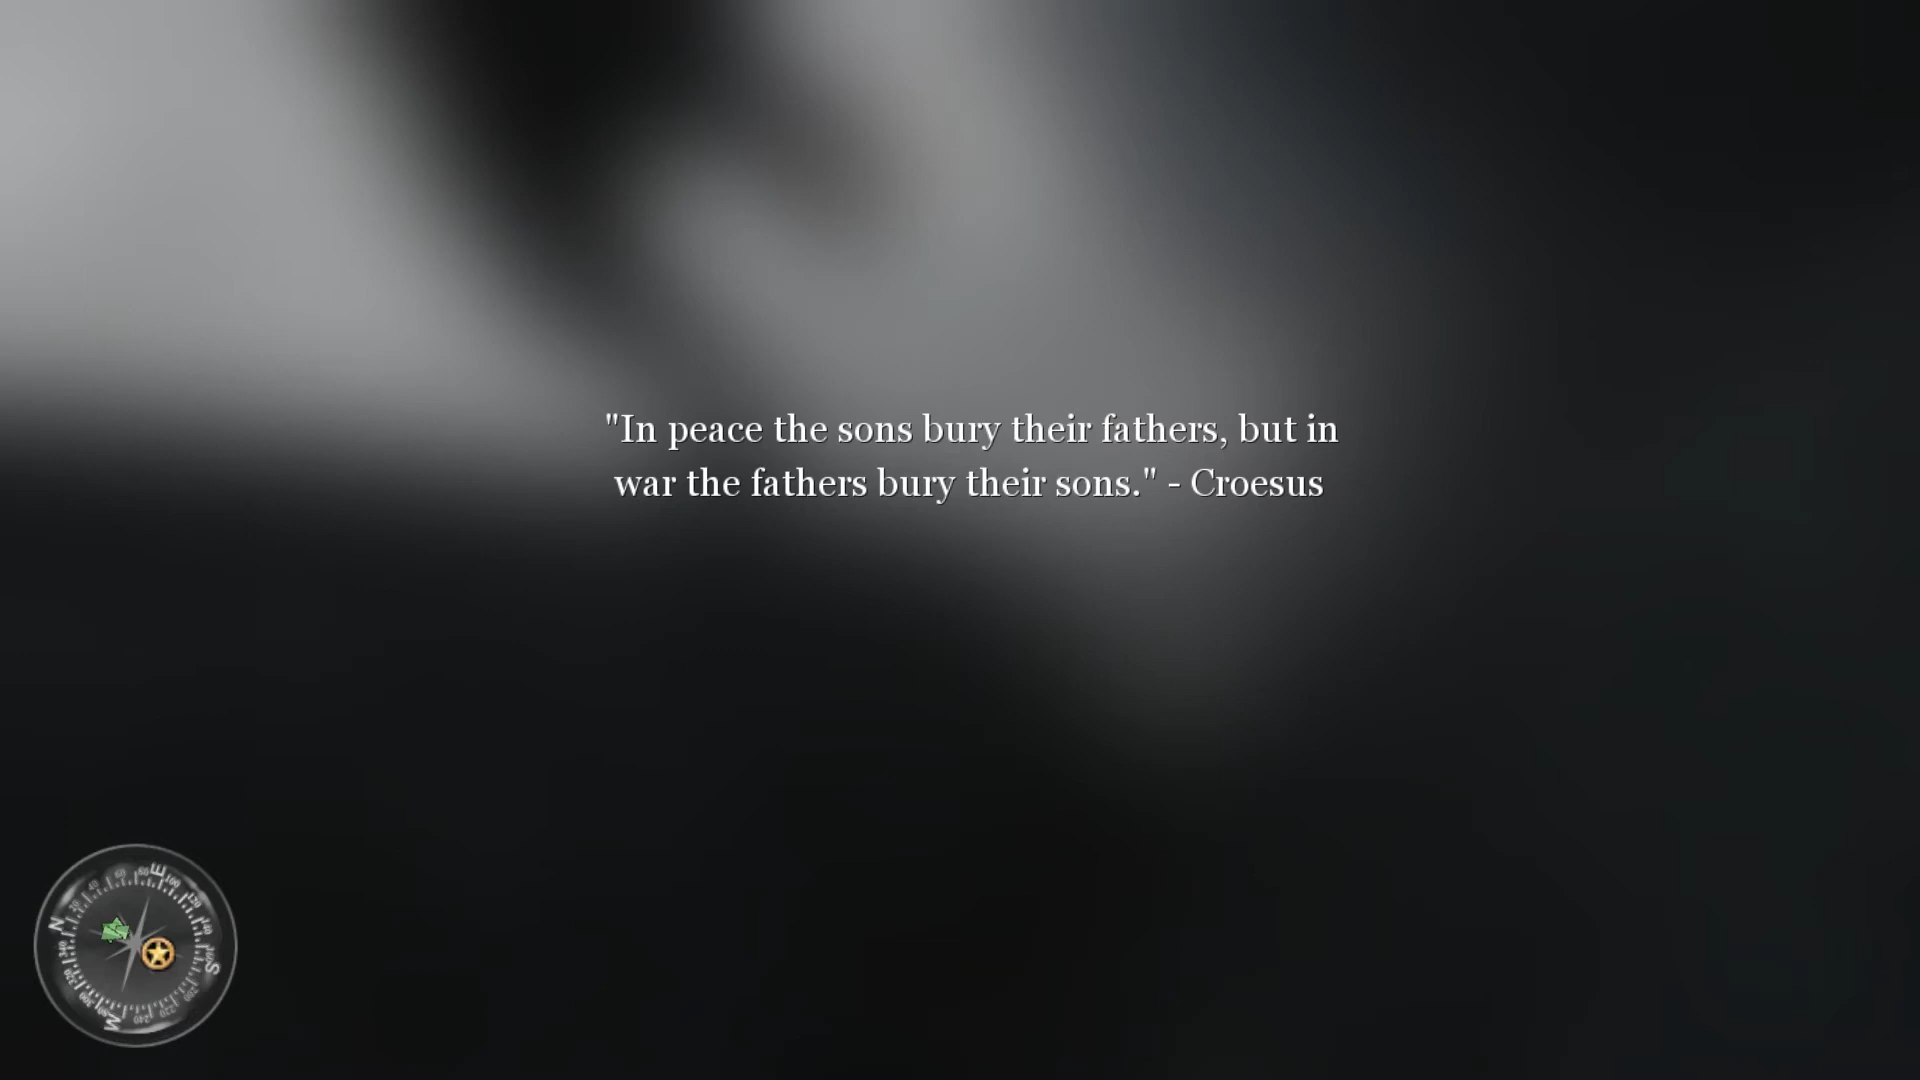 "In peace the sons bury their fathers, but in
war the fathers bury their sons." - Croesus
N
E
S
W